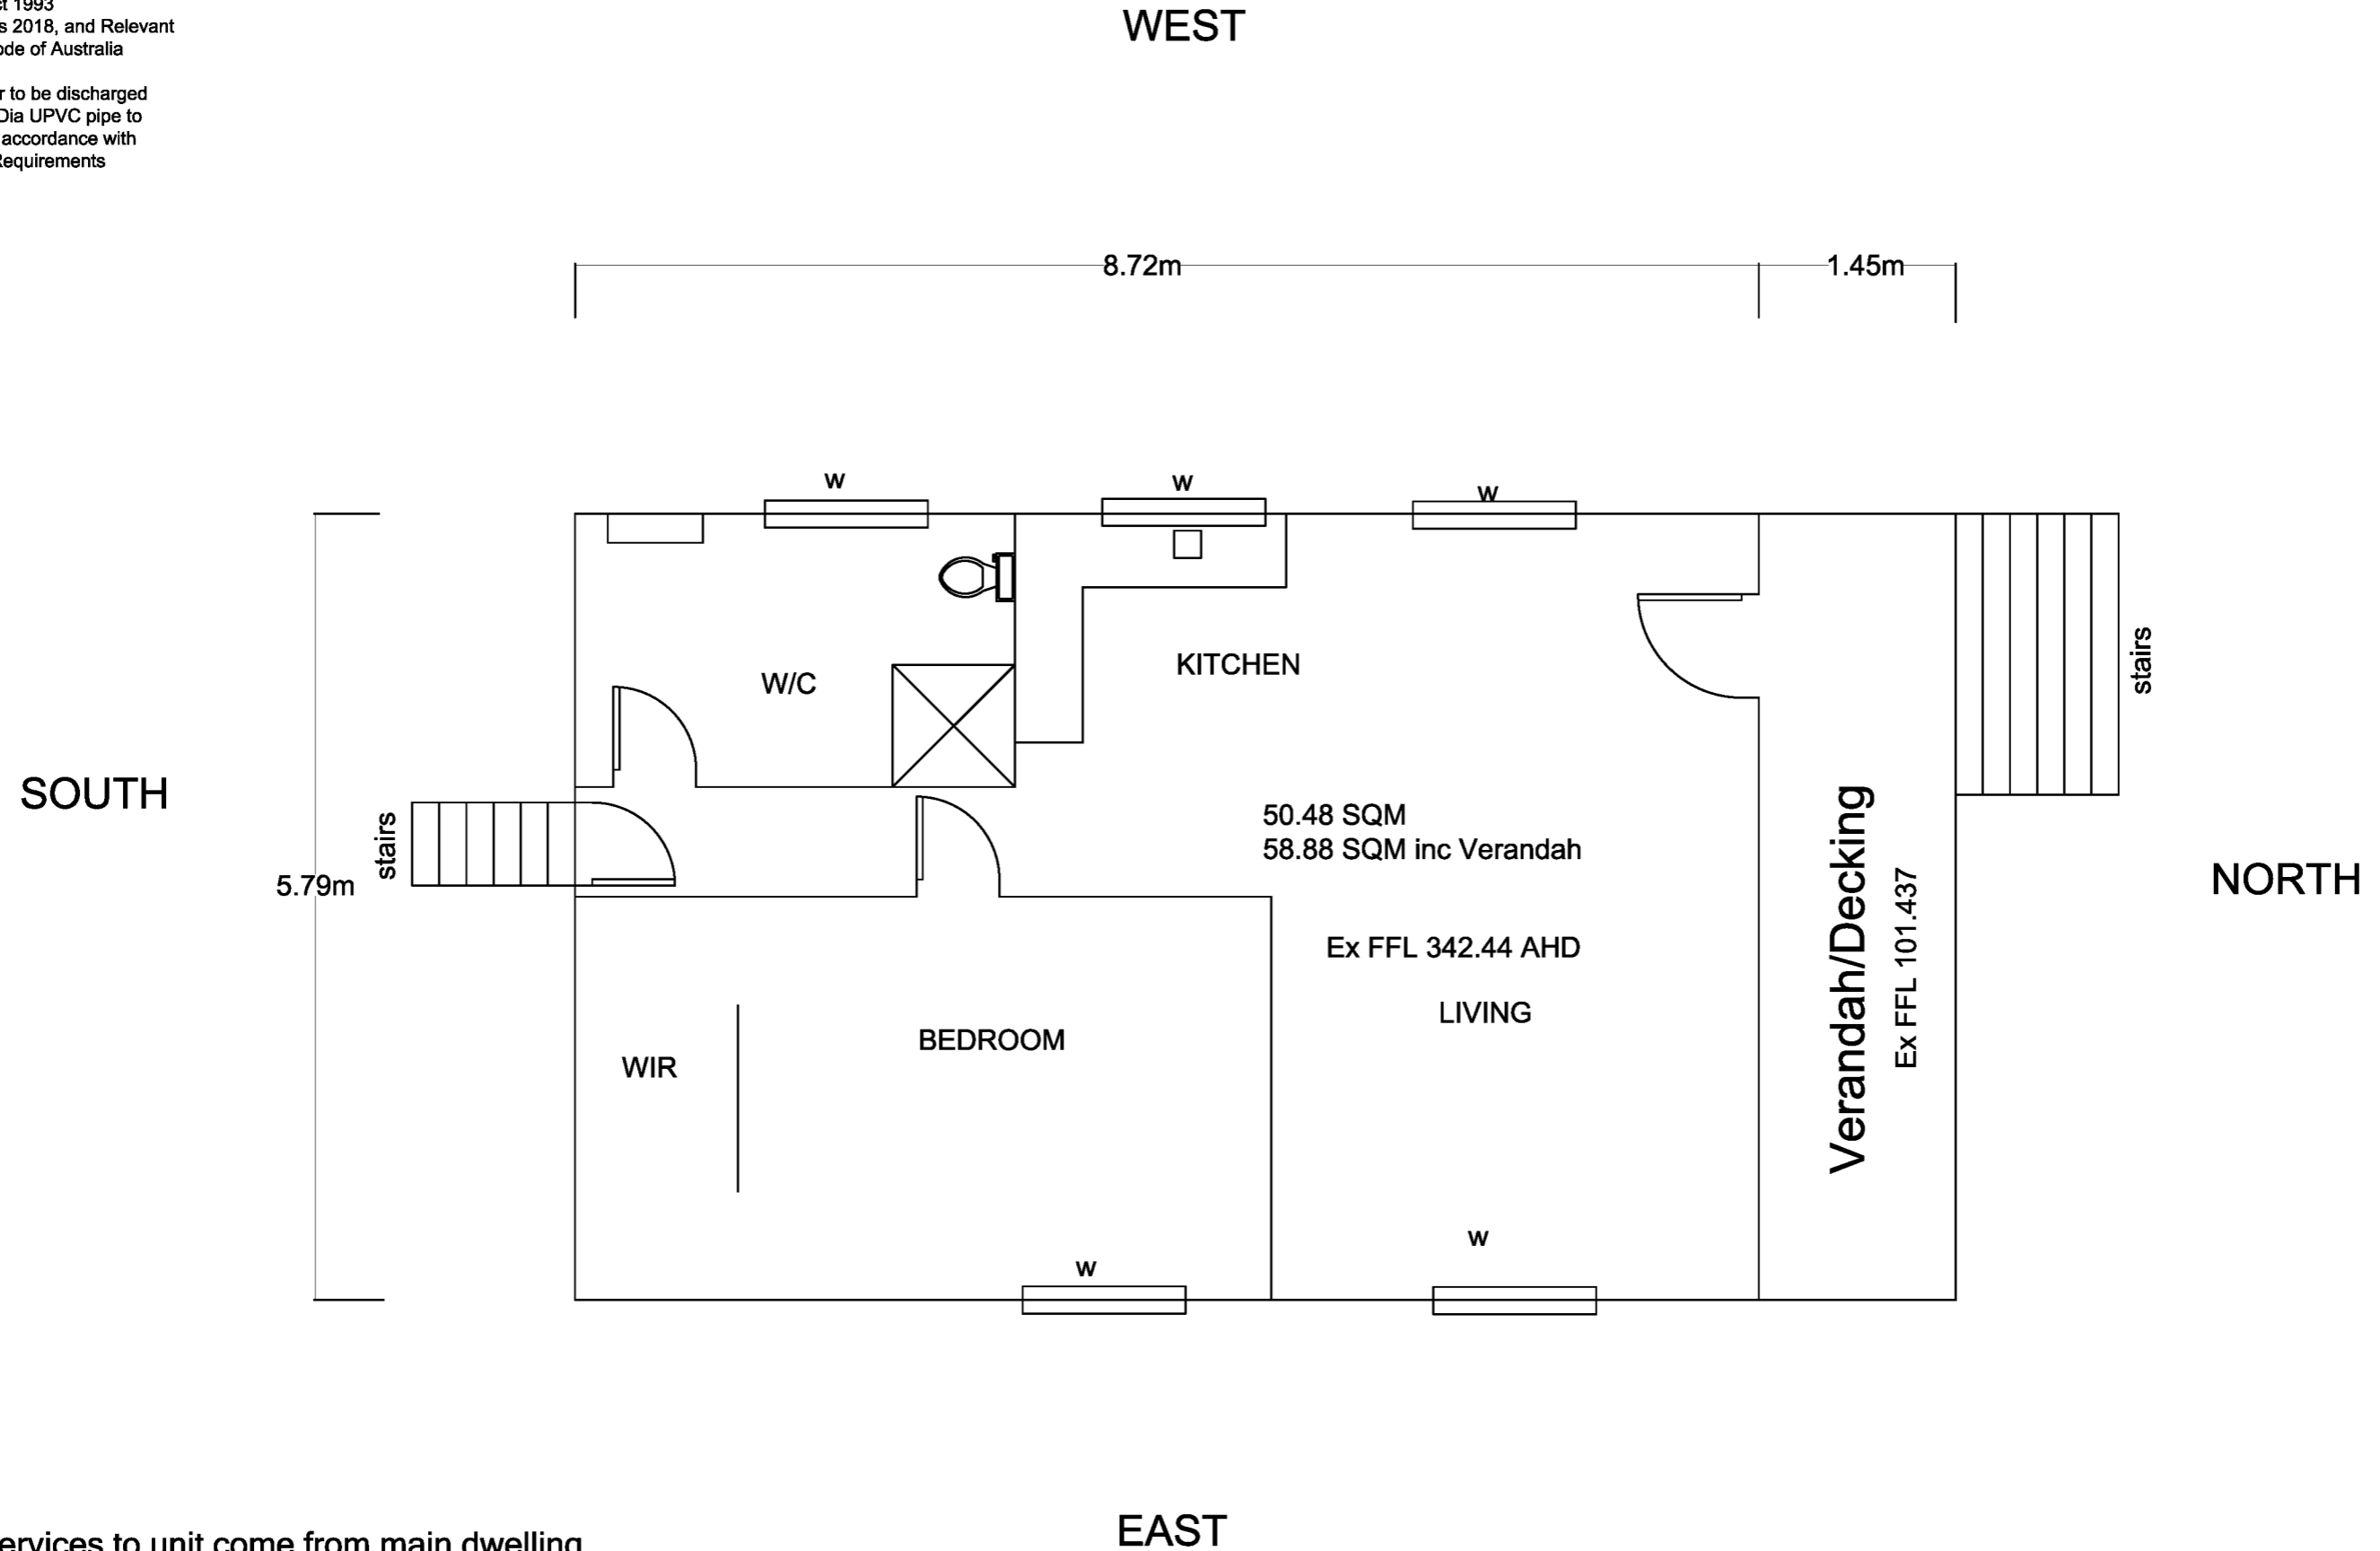 ct 1993
s 2018, and Relevant
ode of Australia
r to be discharged
Dia UPVC pipe to
accordance with
Requirements
WEST
8.72m
1.45m
W
W
W
W/C
KITCHEN
stairs
SOUTH
stairs
5.79m
50.48 SQM
58.88 SQM inc Verandah
Ex FFL 342.44 AHD
LIVING
Verandah/Decking
Ex FFL 101.437
NORTH
BEDROOM
WIR
W
W
EAST
ervices to unit come from main dwelling